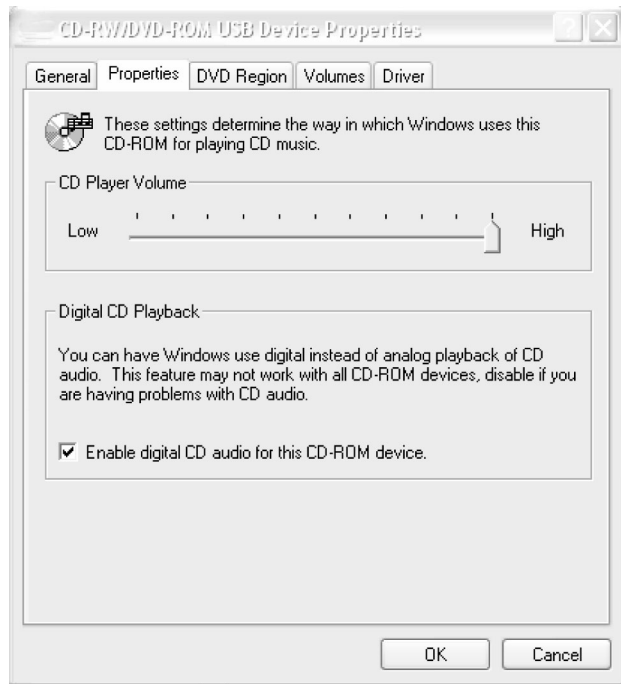 CD-RW/DVD-ROM USB Device Properties
General Properties DVD Region Volumes Driver
These settings determine the way in which Windows uses this
CD-ROM for playing CD music.
CD Player Volume
Low High
Digital CD Playback
You can have Windows use digital instead of analog playback of CD
audio. This feature may not work with all CD-ROM devices, disable if you
are having problems with CD audio.
Enable digital CD audio for this CD-ROM device.
OK Cancel